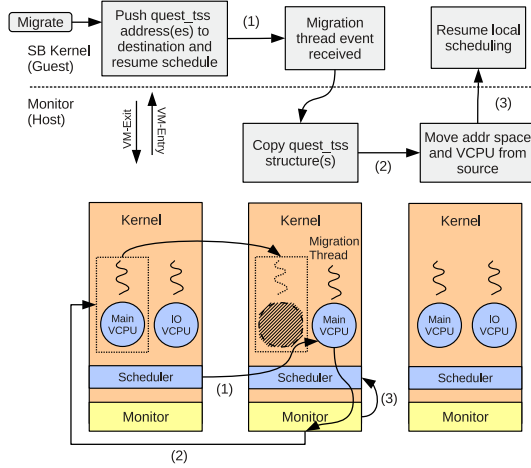 Migrate
SB Kernel
(Guest)
Push quest_tss
address(es) to
destination and
resume schedule
(1)
Migration
thread event
received
Resume local
scheduling
Monitor
(Host)
VM-Exit
VM-Entry
Copy quest_tss
structure(s)
(2)
Move addr space
and VCPU from
source
(3)
Kernel
Main
VCPU
IO
VCPU
Scheduler
Monitor
(1)
(2)
Kernel
Migration
Thread
Main
VCPU
Scheduler
Monitor
(3)
Kernel
Main
VCPU
IO
VCPU
Scheduler
Monitor